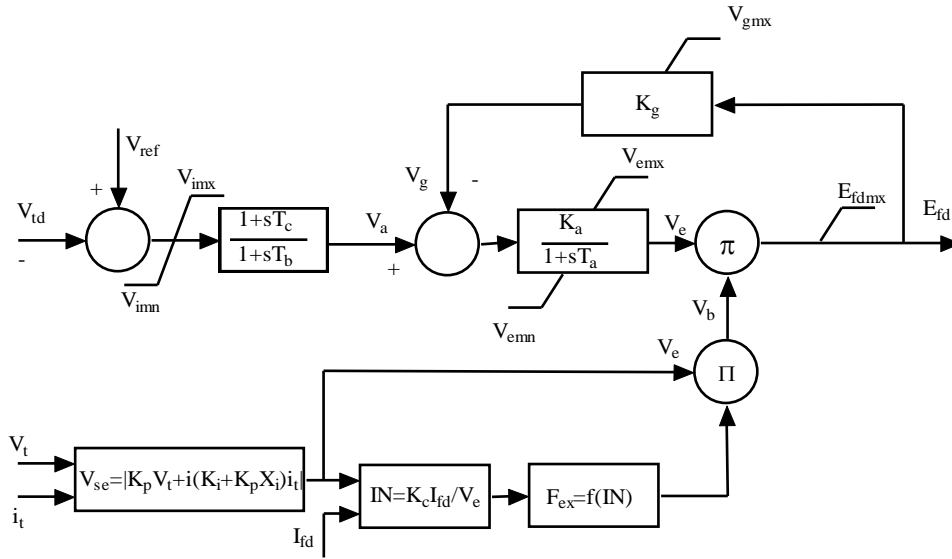 V_gmx
K_g
V_ref
+
V_imx
V_g
-
V_emx
V_td
-
V_imn
1+sT_c
1+sT_b
V_a
+
K_a
1+sT_a
V_emn
V_e
π
E_fdmx
E_fd
V_b
V_e
Π
V_t
i_t
V_se=|K_pV_t+i(K_i+K_pX_i)i_t|
I_fd
IN=K_cI_fd/V_e
F_ex=f(IN)